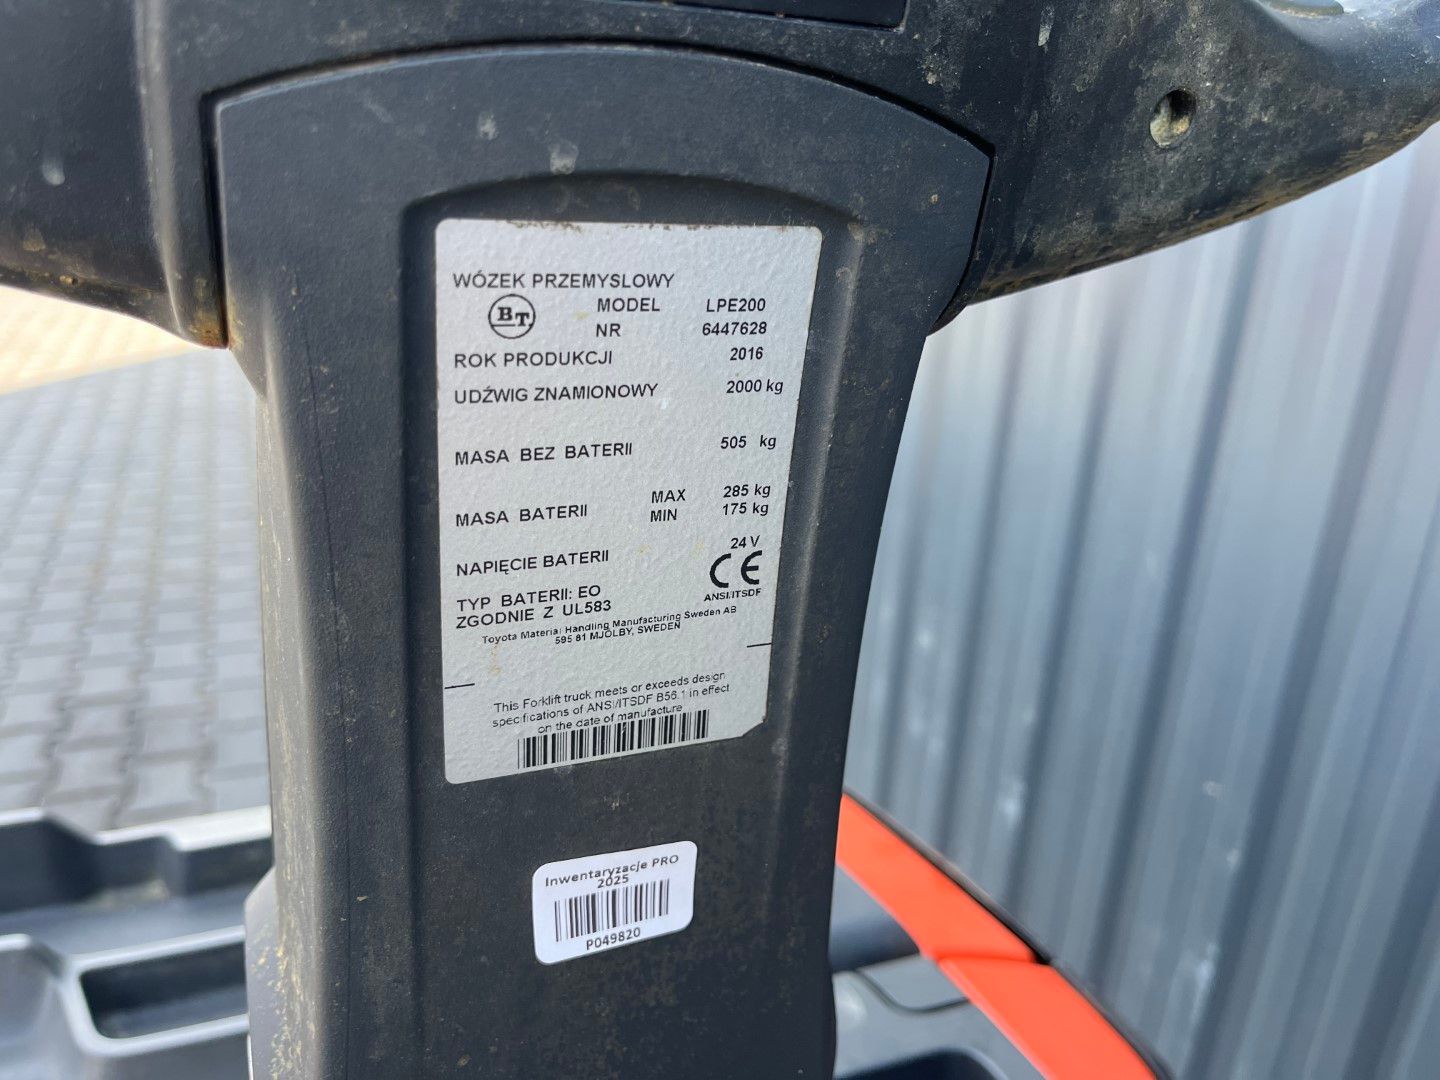 WÓZEK PRZEMYSLOWY
BT
MODEL LPE200
NR 6447628
ROK PRODUKCJI 2016
UDŹWIG ZNAMIONOWY 2000 kg
MASA BEZ BATERII 505 kg
MASA BATERII MAX 285 kg
MIN 175 kg
NAPIĘCIE BATERII 24 V
CE
TYP BATERII: EO
ANSI/ITSDF
ZGODNIE Z UL583
Toyota Material Handling Manufacturing Sweden AB
595 81 MJÖLBY, SWEDEN
This Forklift truck meets or exceeds design
specifications of ANSI/ITSDF B56.1 in effect
on the date of manufacture
Inwentaryzacje PRO
2025
P049820